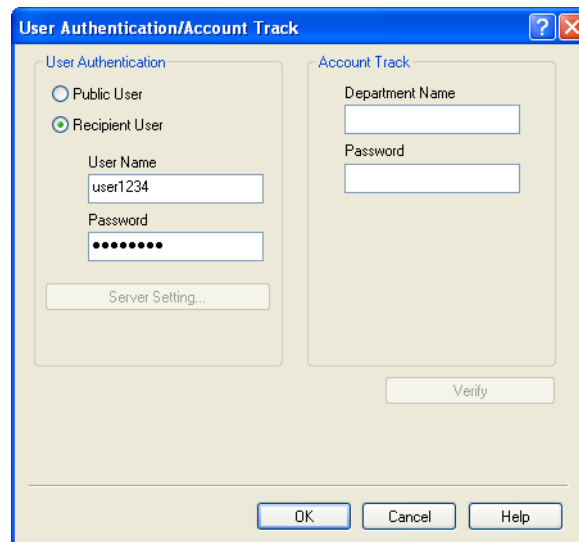 User Authentication/Account Track
User Authentication
Public User
Recipient User
User Name
user1234
Password
●●●●●●●●
Server Setting...
Account Track
Department Name
Password
Verify
OK
Cancel
Help